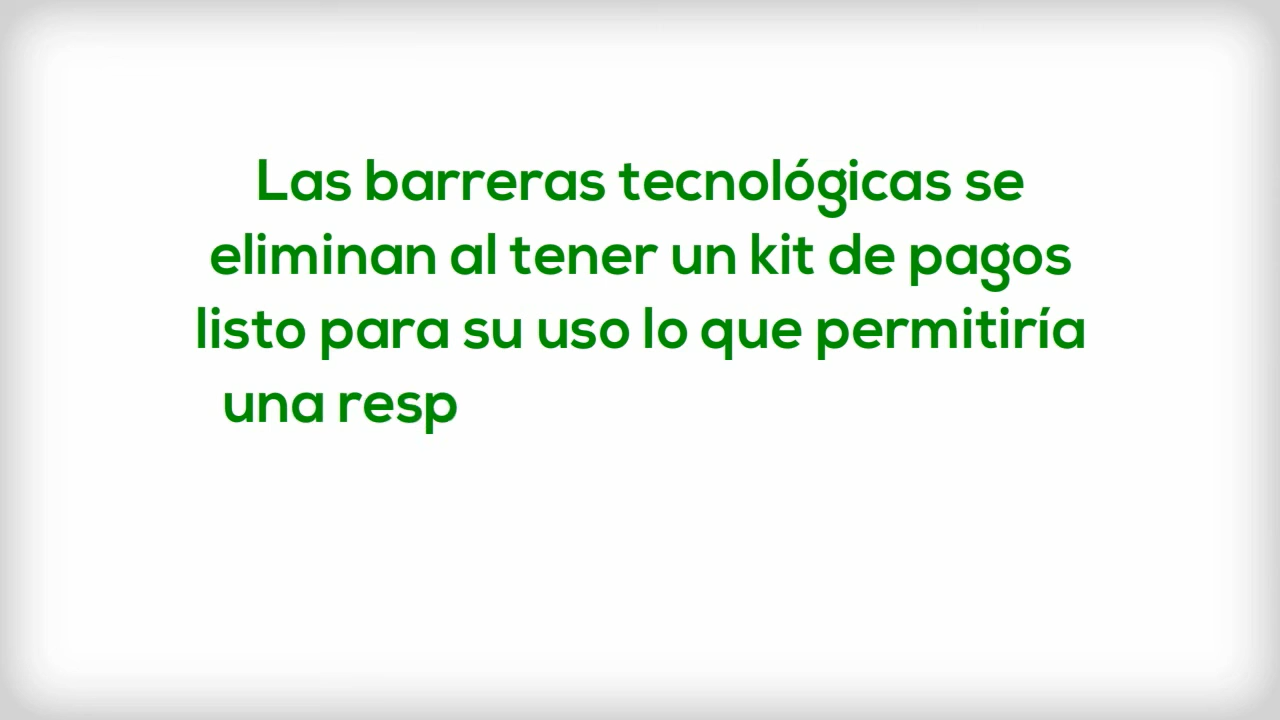 Las barreras tecnológicas se
eliminan al tener un kit de pagos
listo para su uso lo que permitiría
una resp